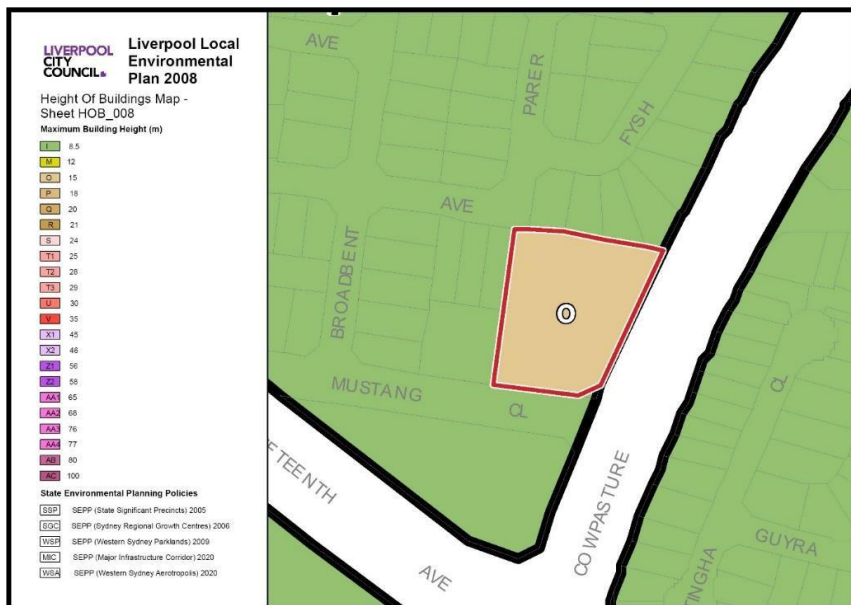 LIVERPOOL
CITY
COUNCIL
Liverpool Local
Environmental
Plan 2008
Height Of Buildings Map -
Sheet HOB_008
Maximum Building Height (m)
I 8.5
M 12
O 15
P 18
Q 20
R 21
S 24
T1 25
T2 28
T3 29
U 30
V 35
X1 45
X2 46
Z1 56
Z2 58
AA1 65
AA2 68
AA3 76
AA4 77
AB 80
AC 100
State Environmental Planning Policies
SSP SEPP (State Significant Precincts) 2005
SGC SEPP (Sydney Regional Growth Centres) 2006
WSP SEPP (Western Sydney Parklands) 2009
MIC SEPP (Major Infrastructure Corridor) 2020
WSA SEPP (Western Sydney Aerotropolis) 2020
AVE
PARER
FYSH
AVE
BROADBENT
O
MUSTANG
CL
CL
ETEENTH
AVE
COWPASTURE
GUYRA
TINGHA